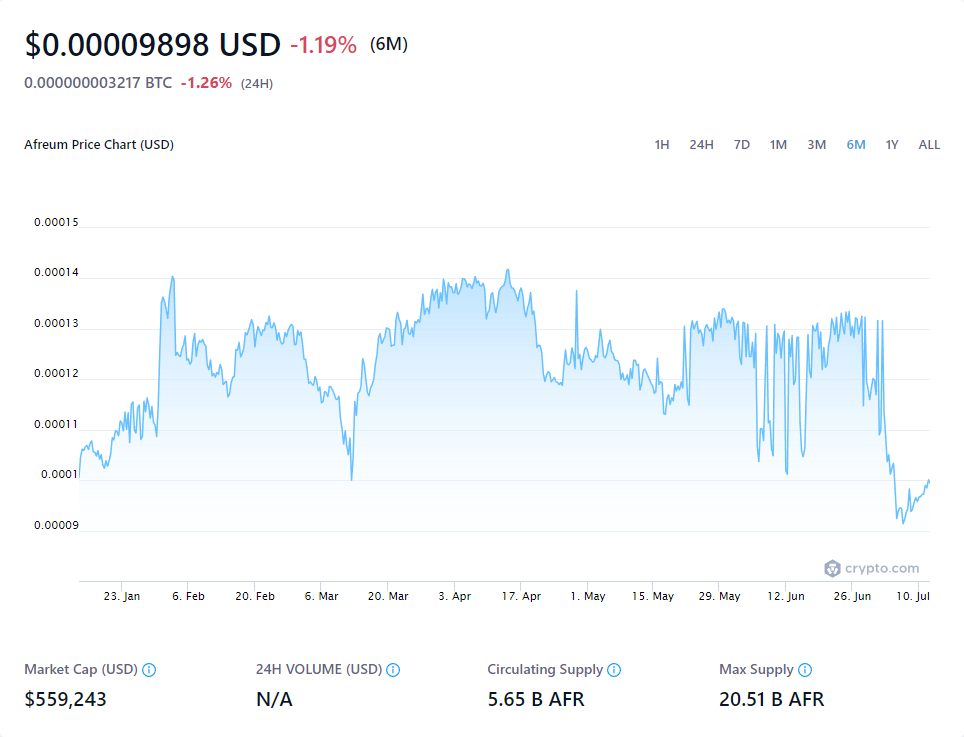 $0.00009898 USD -1.19% (6M)
0.000000003217 BTC -1.26% (24H)
Afreum Price Chart (USD) 1H 24H 7D 1M 3M 6M 1Y ALL
0.00015
0.00014
0.00013
0.00012
0.00011
0.0001
0.00009
crypto.com
23. Jan 6. Feb 20. Feb 6. Mar 20. Mar 3. Apr 17. Apr 1. May 15. May 29. May 12. Jun 26. Jun 10. Jul
Market Cap (USD) 24H VOLUME (USD) Circulating Supply Max Supply
$559,243 N/A 5.65 B AFR 20.51 B AFR